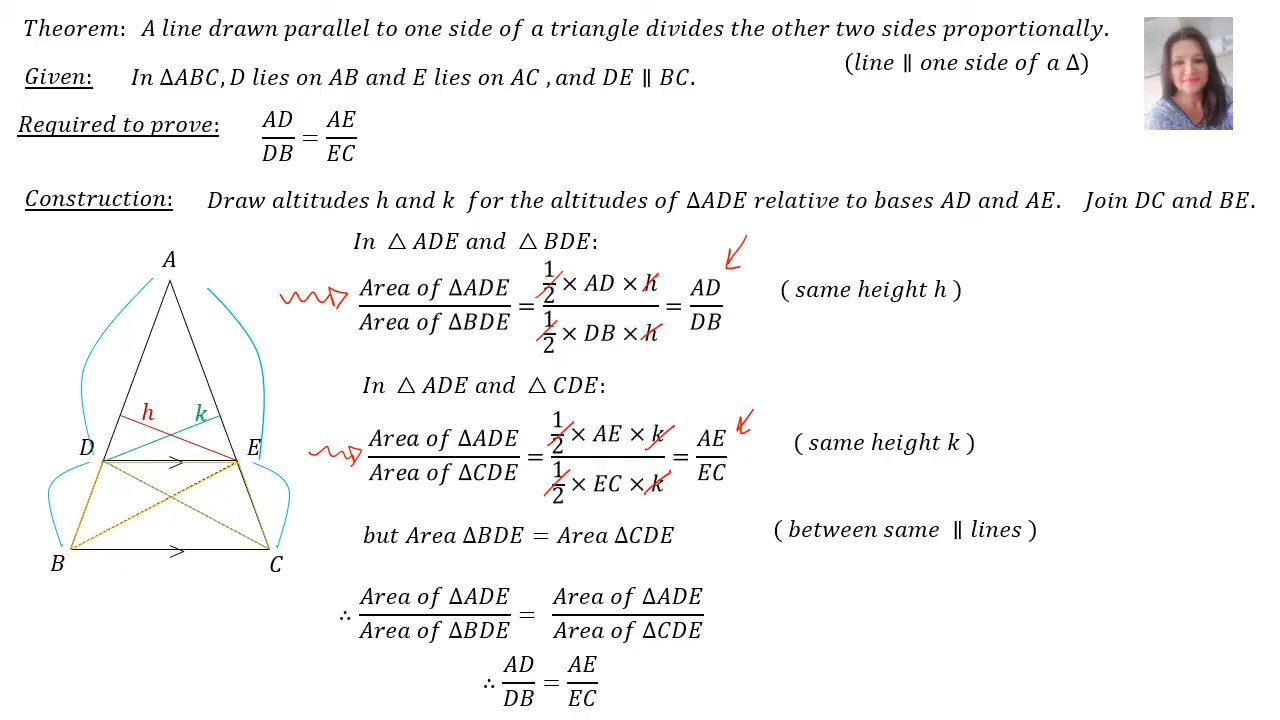 Theorem: A line drawn parallel to one side of a triangle divides the other two sides proportionally.
(line ∥ one side of a Δ)
Given: In ΔABC, D lies on AB and E lies on AC , and DE ∥ BC.
Required to prove: AD/DB = AE/EC
Construction: Draw altitudes h and k for the altitudes of ΔADE relative to bases AD and AE. Join DC and BE.
In △ ADE and △ BDE:
Area of ΔADE/Area of ΔBDE = (1/2 × AD × h)/(1/2 × DB × h) = AD/DB ( same height h )
In △ ADE and △ CDE:
Area of ΔADE/Area of ΔCDE = (1/2 × AE × k)/(1/2 × EC × k) = AE/EC ( same height k )
but Area ΔBDE = Area ΔCDE ( between same ∥ lines )
∴ Area of ΔADE/Area of ΔBDE = Area of ΔADE/Area of ΔCDE
∴ AD/DB = AE/EC
A
h k
D E
B C